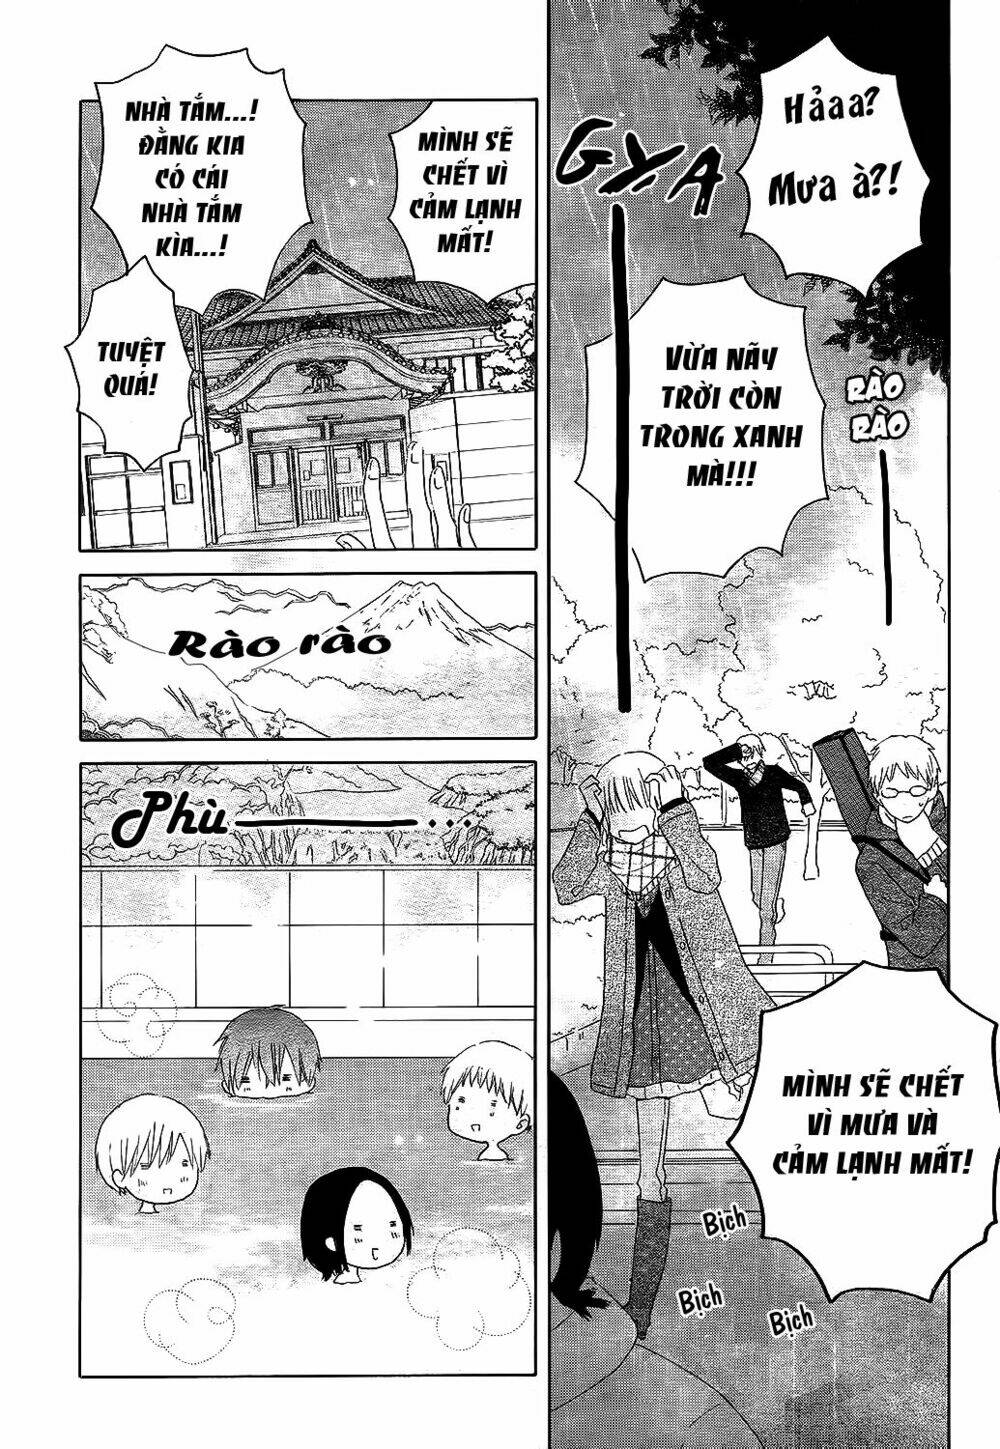 Hảaa?
Mưa à?!
GYA
VỪA NÃY
TRỜI CÒN
TRONG XANH
MÀ!!!
RÀO
RÀO
MÌNH SẼ CHẾT
VÌ MƯA VÀ
CẢM LẠNH MẤT!
Bịch
Bịch
Bịch
MÌNH SẼ
CHẾT VÌ
CẢM LẠNH
MẤT!
NHÀ TẮM...!
ĐẰNG KIA
CÓ CÁI
NHÀ TẮM
KÌA...!
TUYỆT
QUÁ!
Rào rào
Phù ...